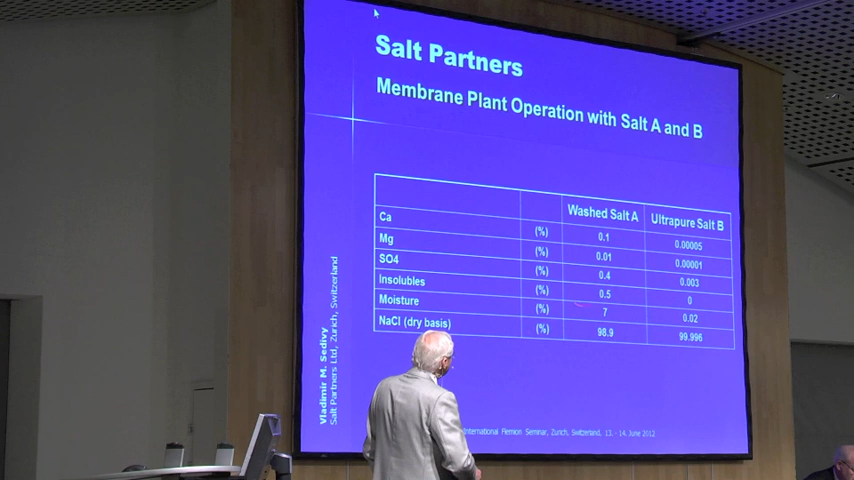 Salt Partners
Membrane Plant Operation with Salt A and B
Washed Salt A Ultrapure Salt B
Ca (%) 0.1 0.00005
Mg (%) 0.01 0.00001
SO4 (%) 0.4 0.003
Insolubles (%) 0.5 0
Moisture (%) 7 0.02
NaCl (dry basis) (%) 98.9 99.996
Vladimir M. Sedivy
Salt Partners Ltd, Zurich, Switzerland
International Flemion Seminar, Zurich, Switzerland, 13. - 14. June 2012